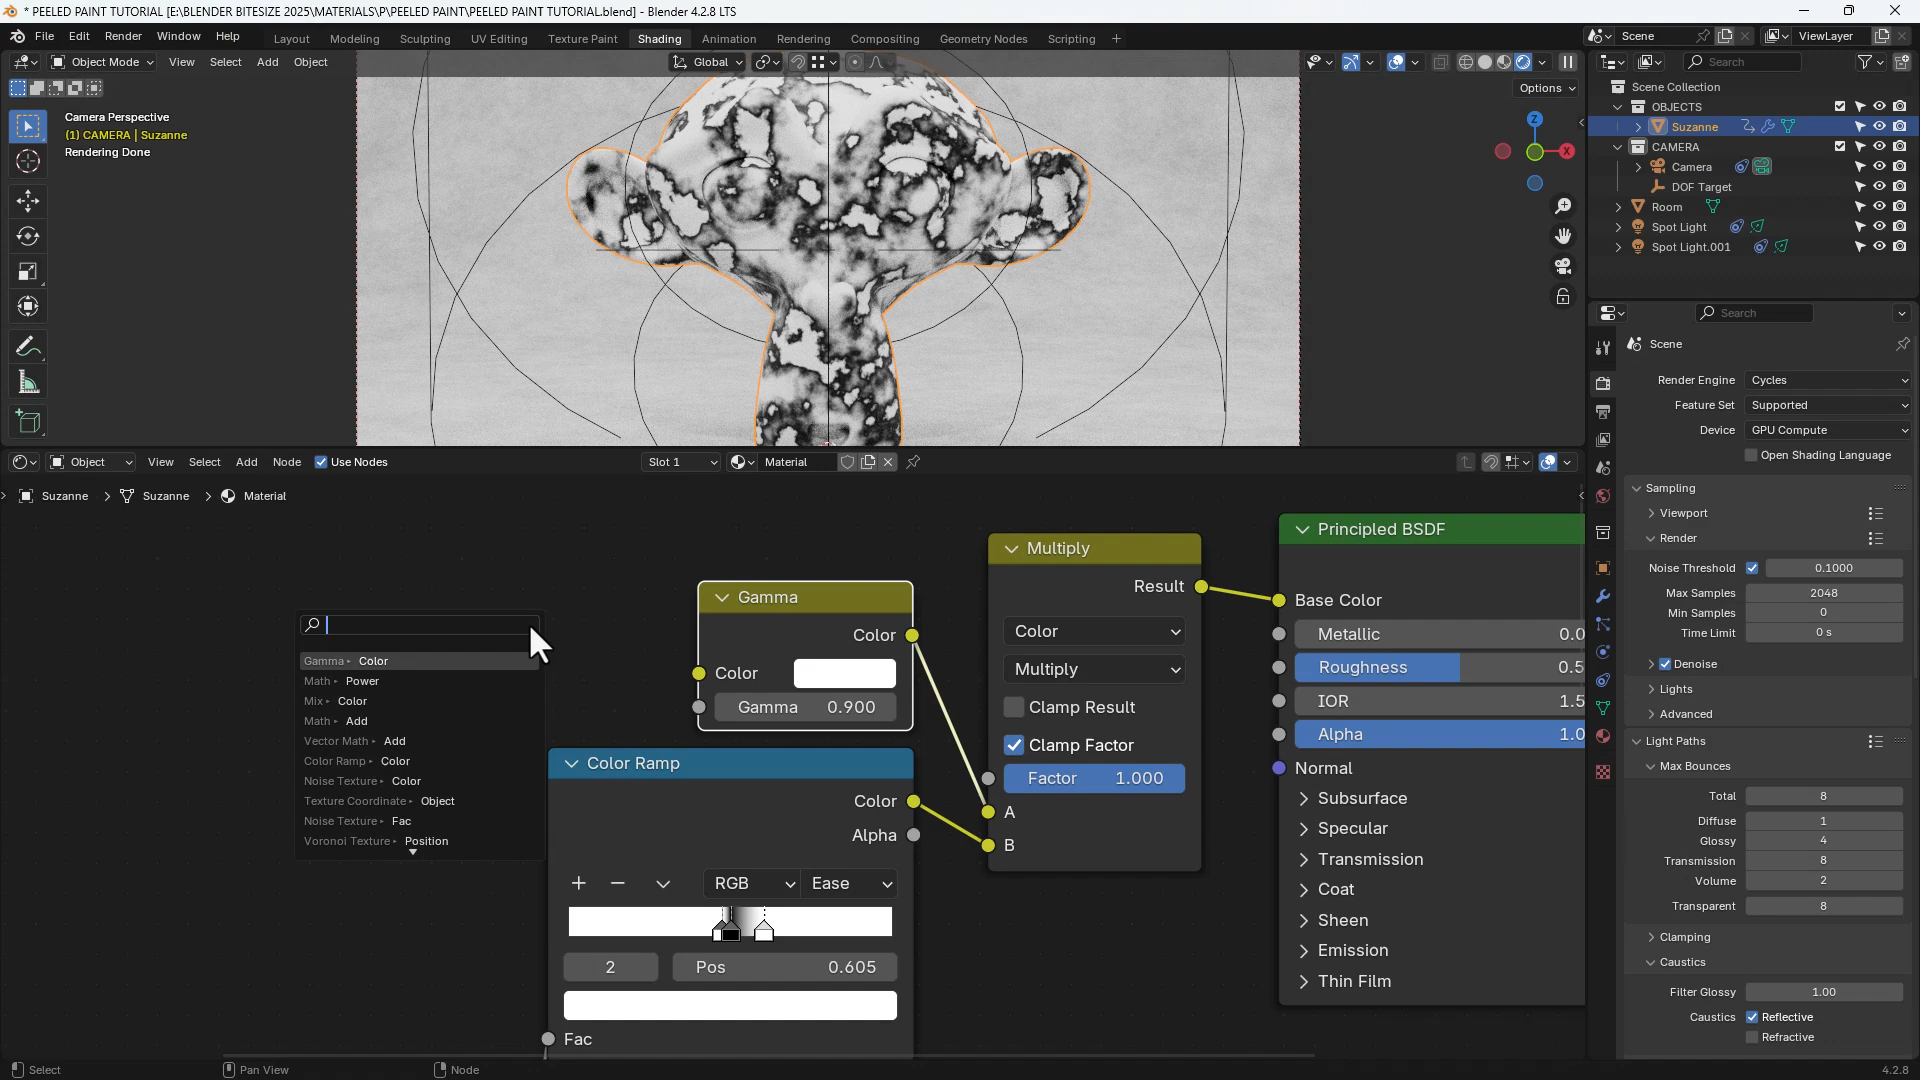 * PEELED PAINT TUTORIAL [E:\BLENDER BITESIZE 2025\MATERIALS\P\PEELED PAINT\PEELED PAINT TUTORIAL.blend] - Blender 4.2.8 LTS
File Edit Render Window Help Layout Modeling Sculpting UV Editing Texture Paint Shading Animation Rendering Compositing Geometry Nodes Scripting + Scene ViewLayer
Object Mode View Select Add Object Global Search
Options
Camera Perspective
(1) CAMERA | Suzanne
Rendering Done
Z
X
Scene Collection
OBJECTS
Suzanne
CAMERA
Camera
DOF Target
Room
Spot Light
Spot Light.001
Search
Scene
Render Engine Cycles
Feature Set Supported
Device GPU Compute
Open Shading Language
Sampling
Viewport
Render
Noise Threshold 0.1000
Max Samples 2048
Min Samples 0
Time Limit 0 s
Denoise
Lights
Advanced
Light Paths
Max Bounces
Total 8
Diffuse 1
Glossy 4
Transmission 8
Volume 2
Transparent 8
Clamping
Caustics
Filter Glossy 1.00
Caustics Reflective
Refractive
Object View Select Add Node Use Nodes Slot 1 Material
Suzanne > Suzanne > Material
Gamma Color
Math Power
Mix Color
Math Add
Vector Math Add
Color Ramp Color
Noise Texture Color
Texture Coordinate Object
Noise Texture Fac
Voronoi Texture Position
Gamma
Color
Color
Gamma 0.900
Color Ramp
Color
Alpha
+ − RGB Ease
2 Pos 0.605
Fac
Multiply
Result
Color
Multiply
Clamp Result
Clamp Factor
Factor 1.000
A
B
Principled BSDF
Base Color
Metallic 0.0
Roughness 0.5
IOR 1.5
Alpha 1.0
Normal
Subsurface
Specular
Transmission
Coat
Sheen
Emission
Thin Film
Select Pan View Node 4.2.8